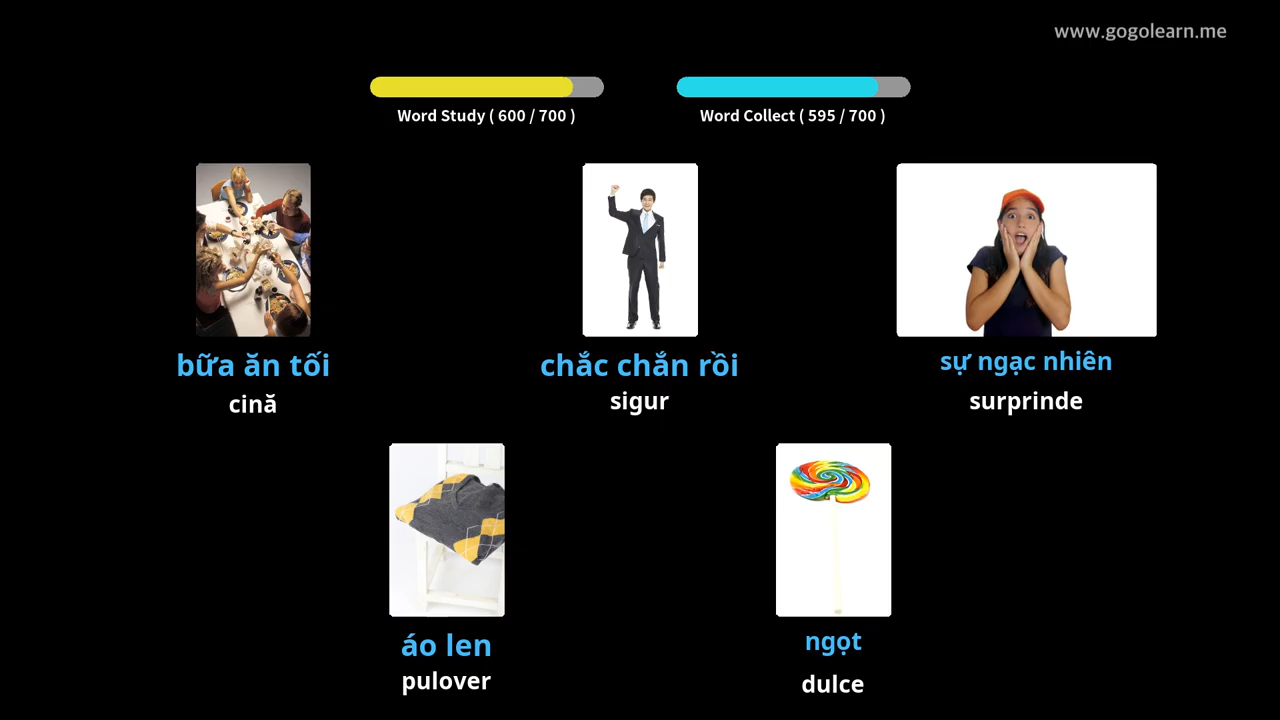 www.gogolearn.me
Word Study ( 600 / 700 )
Word Collect ( 595 / 700 )
bữa ăn tối
cină
chắc chắn rồi
sigur
sự ngạc nhiên
surprinde
áo len
pulover
ngọt
dulce